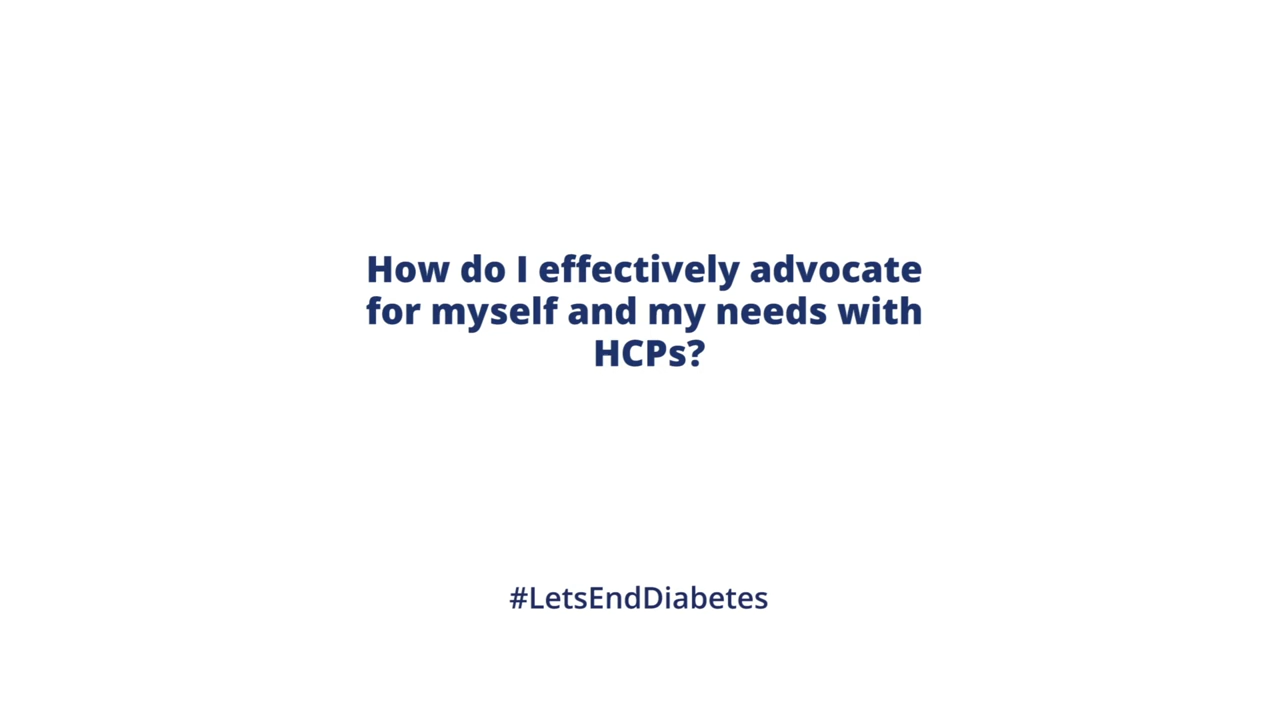 How do I effectively advocate
for myself and my needs with
HCPs?
#LetsEndDiabetes